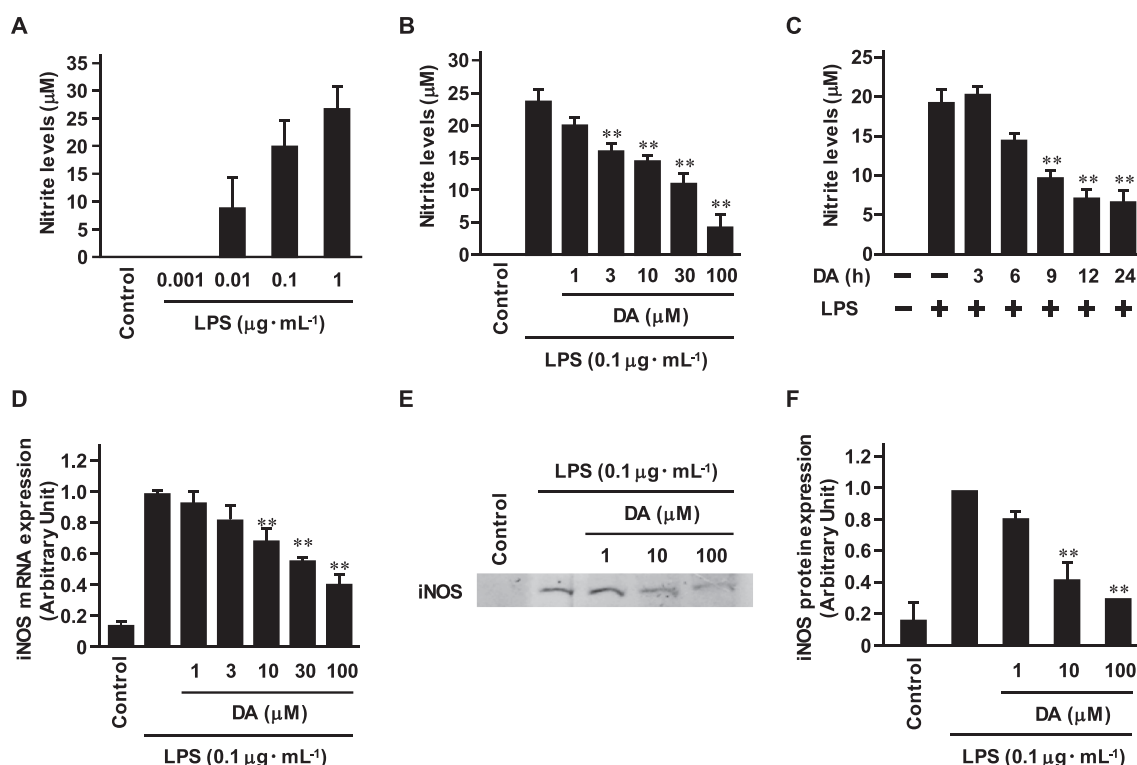 A
Nitrite levels (μM)
35
30
25
20
15
10
5
0
Control
0.001 0.01 0.1 1
LPS (μg·mL-1)
B
Nitrite levels (μM)
30
25
20
15
10
5
0
** ** ** **
Control
1 3 10 30 100
DA (μM)
LPS (0.1 μg·mL-1)
C
Nitrite levels (μM)
20
15
10
5
0
** ** **
DA (h) − − 3 6 9 12 24
LPS − + + + + + +
D
iNOS mRNA expression
(Arbitrary Unit)
1.2
1.0
0.8
0.6
0.4
0.2
0
** ** **
Control
1 3 10 30 100
DA (μM)
LPS (0.1 μg·mL-1)
E
LPS (0.1 μg·mL-1)
Control
DA (μM)
1 10 100
iNOS
F
iNOS protein expression
(Arbitrary Unit)
1.2
1.0
0.8
0.6
0.4
0.2
0
** **
Control
1 10 100
DA (μM)
LPS (0.1 μg·mL-1)